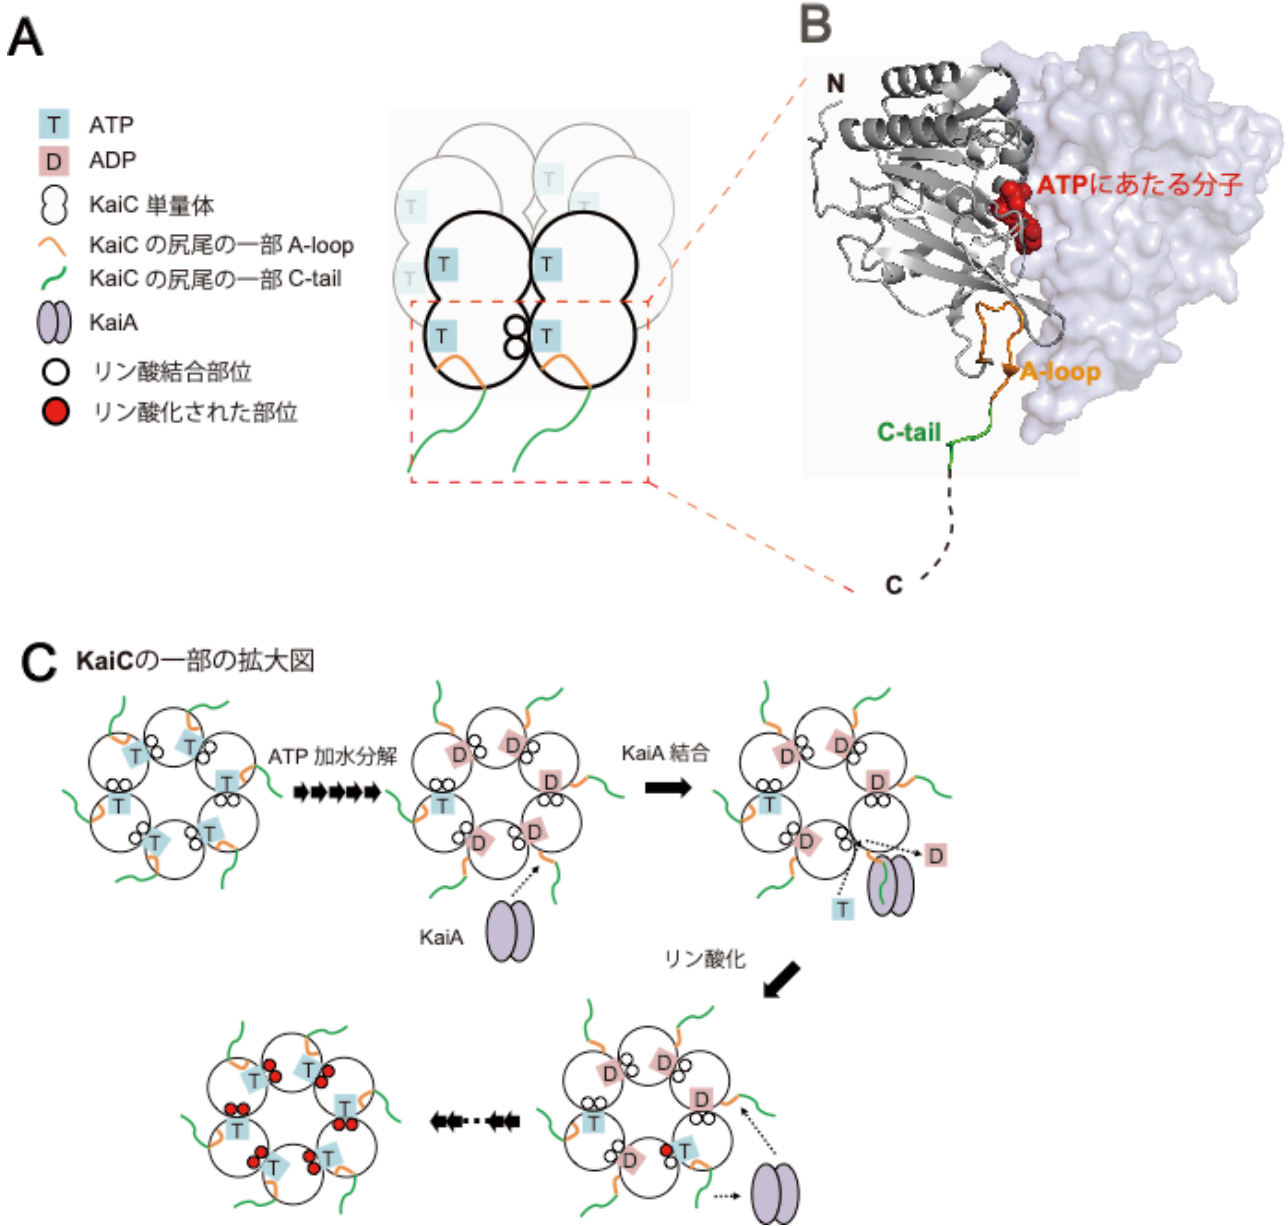 A
T ATP
D ADP
KaiC 単量体
KaiC の尻尾の一部 A-loop
KaiC の尻尾の一部 C-tail
KaiA
リン酸結合部位
リン酸化された部位
T
T
T
T
T
T
T
T
B
N
ATPにあたる分子
A-loop
C-tail
C
C KaiCの一部の拡大図
T
T
T
T
T
T
ATP 加水分解
D
D
D
T
D
D
KaiA
KaiA 結合
D
D
D
T
D
D
T
リン酸化
D
D
D
T
D
T
T
T
T
T
T
T